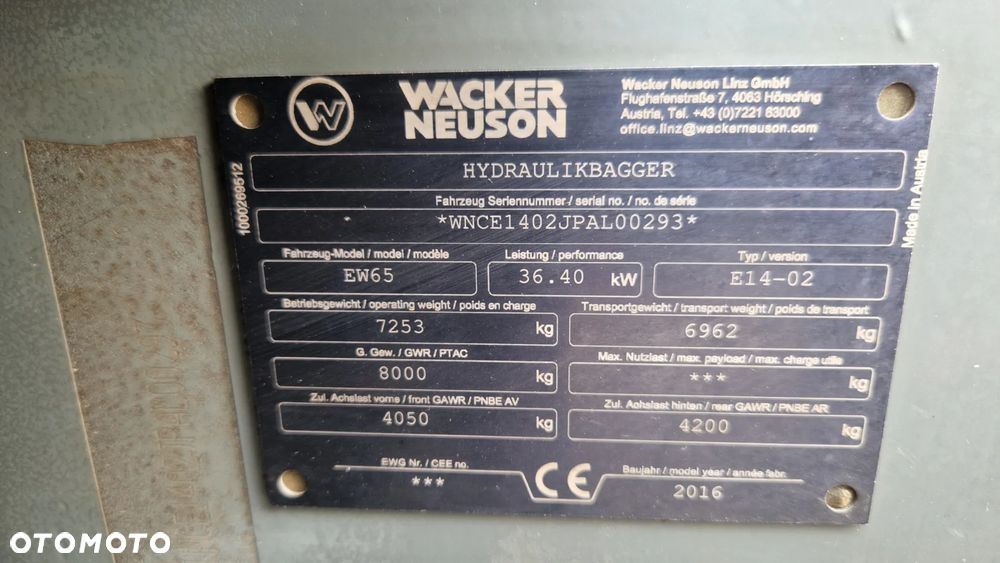 W
WACKER
NEUSON
Wacker Neuson Linz GmbH
Flughafenstraße 7, 4063 Hörsching
Austria, Tel. +43 (0)7221 63000
office.linz@wackerneuson.com
1000269512
HYDRAULIKBAGGER
Made in Austria
Fahrzeug Seriennummer / serial no. / no. de série
*WNCE1402JPAL00293*
Fahrzeug-Model / model / modèle Leistung / performance Typ / version
EW65 36.40 kW E14-02
Betriebsgewicht / operating weight / poids en charge Transportgewicht / transport weight / poids de transport
7253 kg 6962 kg
G. Gew. / GWR / PTAC Max. Nutzlast / max. payload / max. charge utile
8000 kg *** kg
Zul. Achslast vorne / front GAWR / PNBE AV Zul. Achslast hinten / rear GAWR / PNBE AR
4050 kg 4200 kg
EWG Nr. / CEE no. CE Baujahr / model year / année fabr.
*** 2016
OTOMOTO